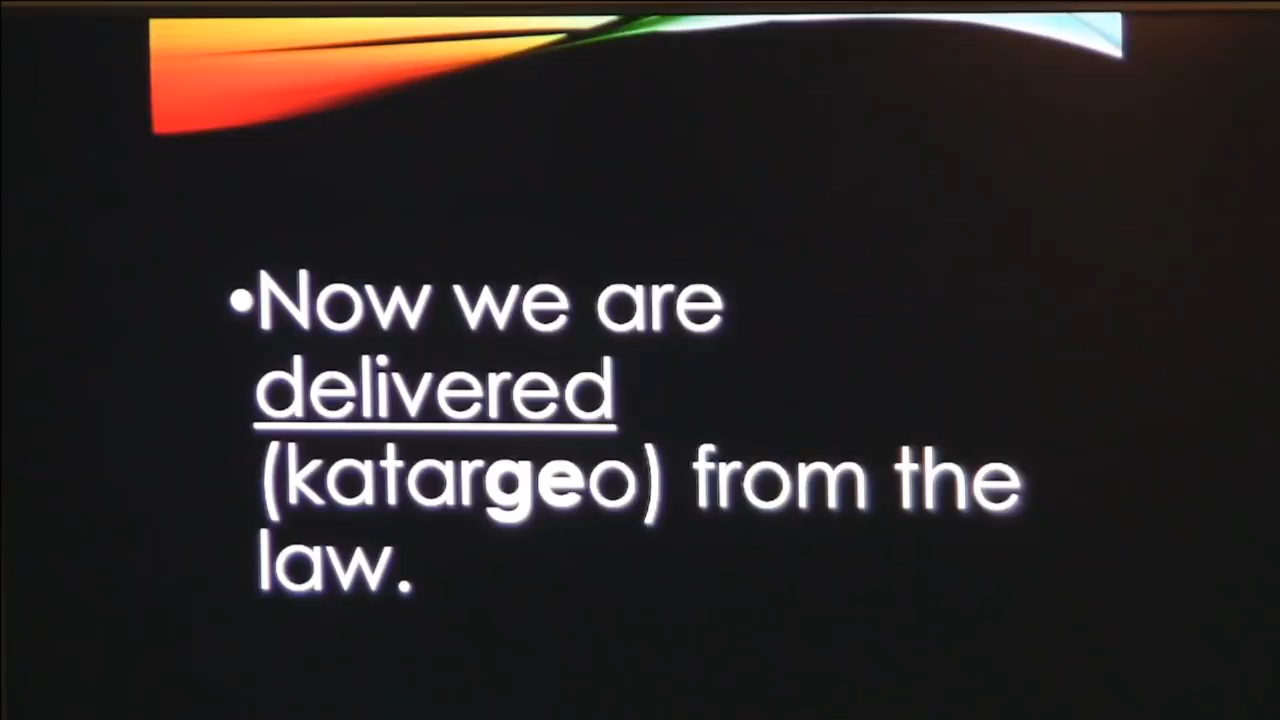 •Now we are
delivered
(katargeo) from the
law.